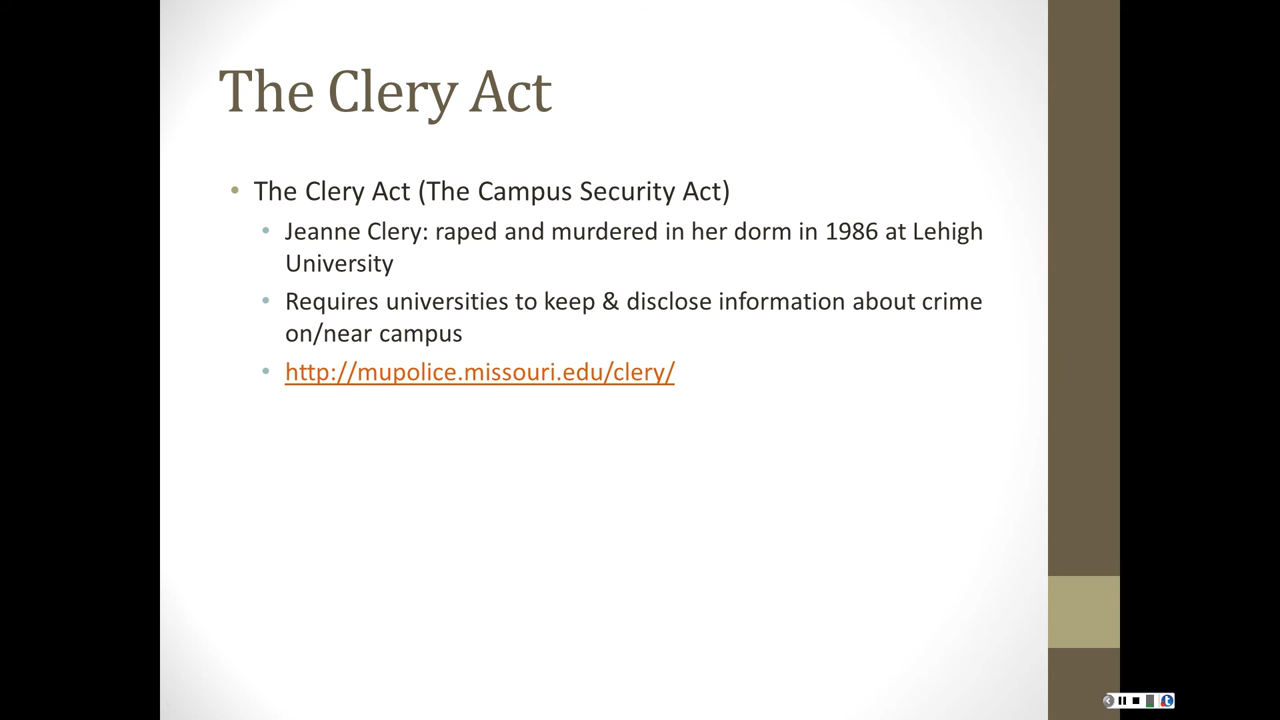 The Clery Act
• The Clery Act (The Campus Security Act)
• Jeanne Clery: raped and murdered in her dorm in 1986 at Lehigh
University
• Requires universities to keep & disclose information about crime
on/near campus
• http://mupolice.missouri.edu/clery/